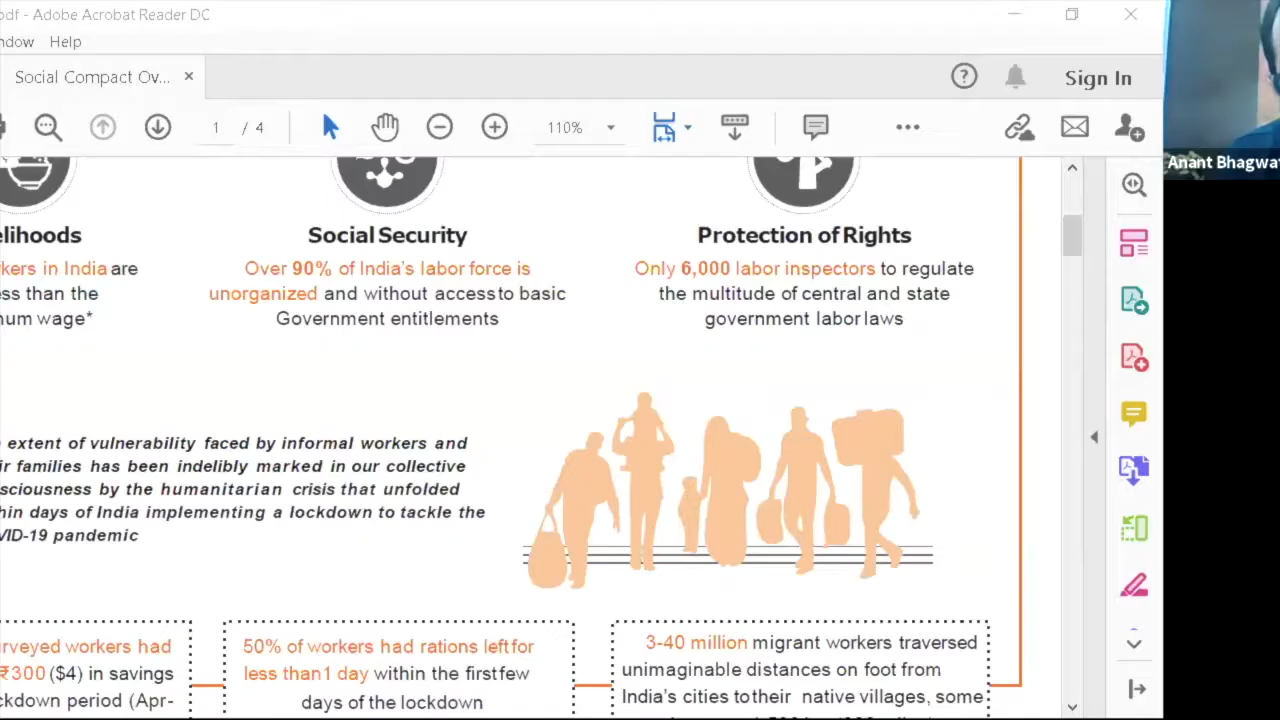 pdf - Adobe Acrobat Reader DC
Help
Social Compact Ov...
Sign In
1 / 4
110%
Anant Bhagwa
Social Security
Protection of Rights
kers in India are
Over 90% of India's labor force is
Only 6,000 labor inspectors to regulate
than the
unorganized and without access to basic
the multitude of central and state
wage*
Government entitlements
government labor laws
extent of vulnerability faced by informal workers and
families has been indelibly marked in our collective
sciousness by the humanitarian crisis that unfolded
hin days of India implementing a lockdown to tackle the
VID-19 pandemic
rveyed workers had
₹300 ($4) in savings
ckdown period (Apr-
50% of workers had rations left for
less than 1 day within the first few
days of the lockdown
3-40 million migrant workers traversed
unimaginable distances on foot from
India's cities to their native villages, some